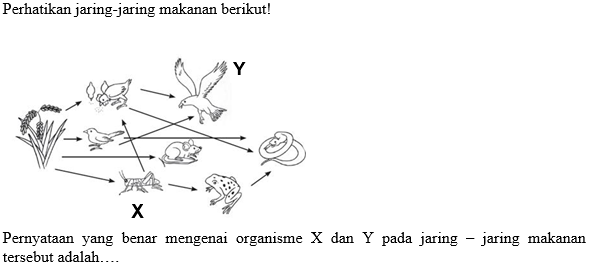 Perhatikan jaring-jaring makanan berikut!
Y
X
Pernyataan yang benar mengenai organisme X dan Y pada jaring – jaring makanan
tersebut adalah….